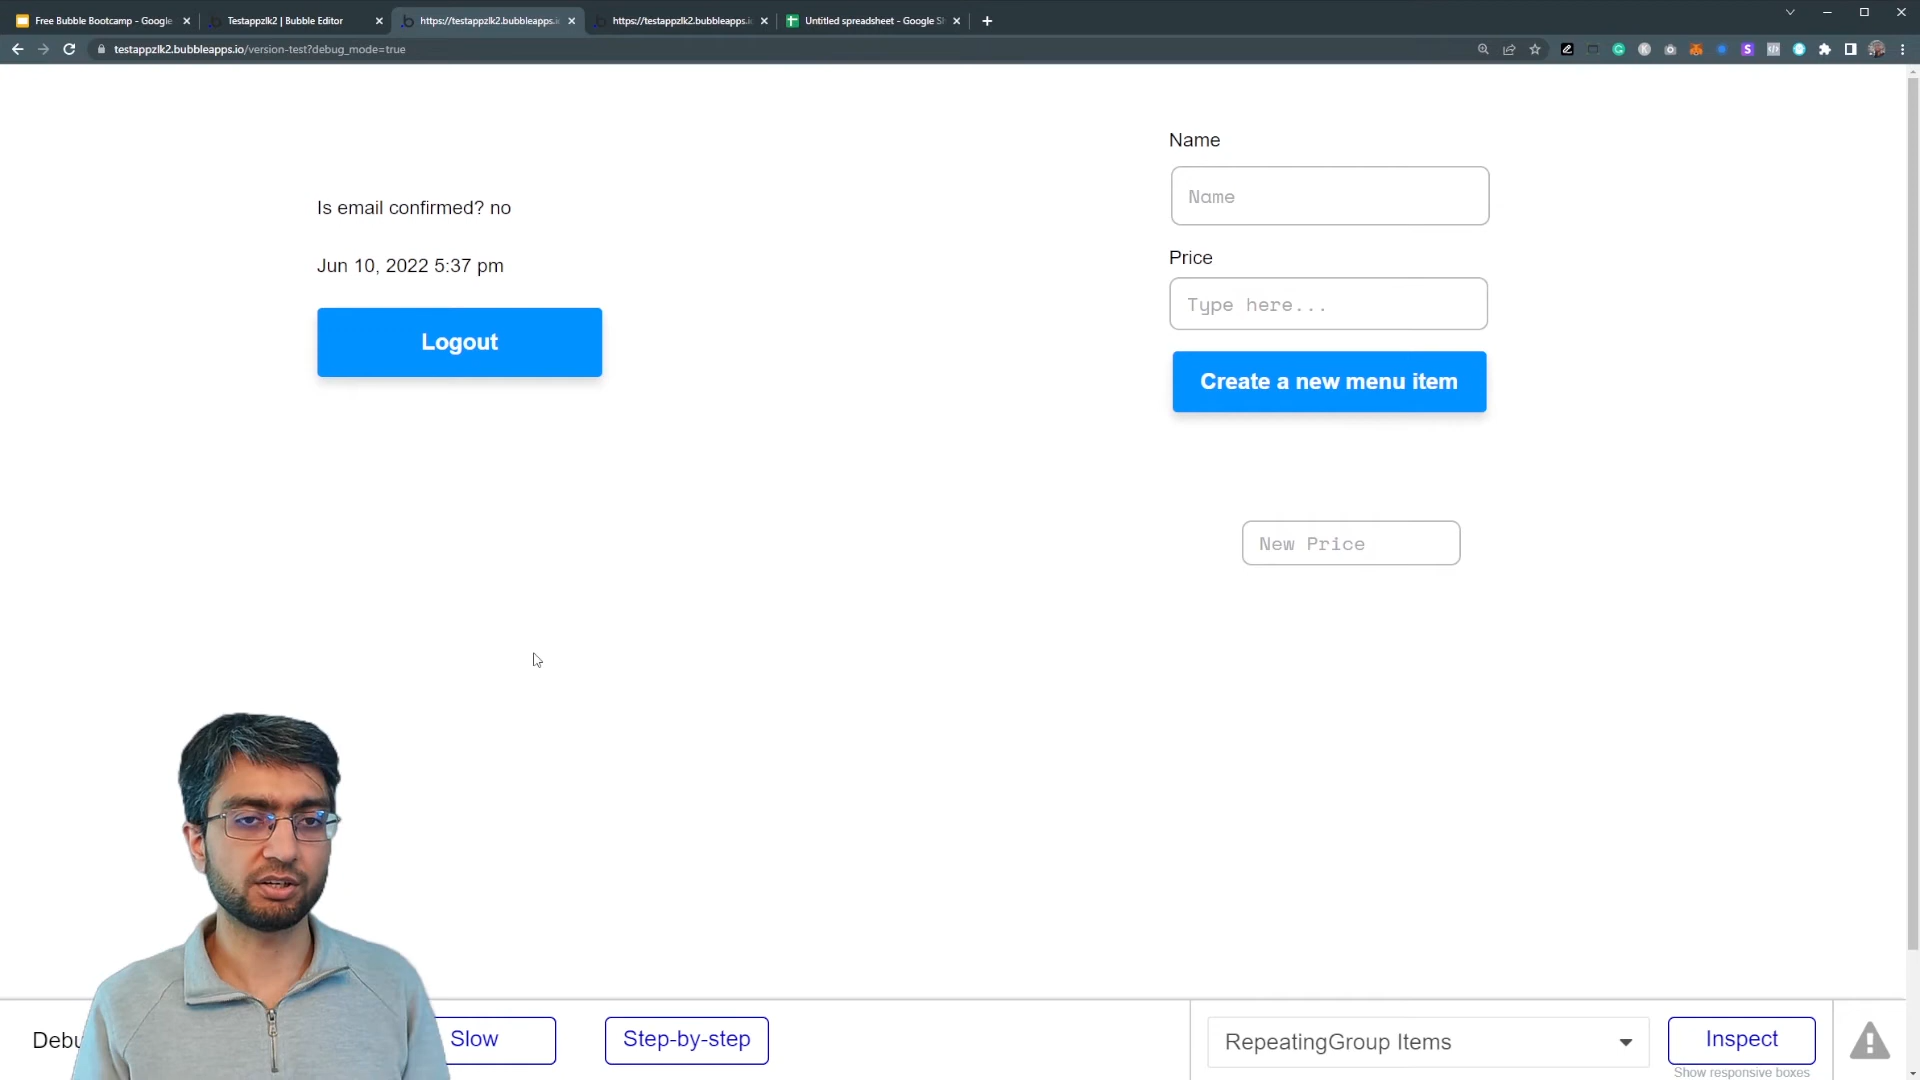 Free Bubble Bootcamp - Google
Testappzlk2 | Bubble Editor
https://testappzlk2.bubbleapps.i
https://testappzlk2.bubbleapps.i
Untitled spreadsheet - Google Sh
testappzlk2.bubbleapps.io/version-test?debug_mode=true
Name
Name
Is email confirmed? no
Price
Jun 10, 2022 5:37 pm
Type here...
Logout
Create a new menu item
New Price
Debu
Slow
Step-by-step
RepeatingGroup Items
Inspect
Show responsive boxes